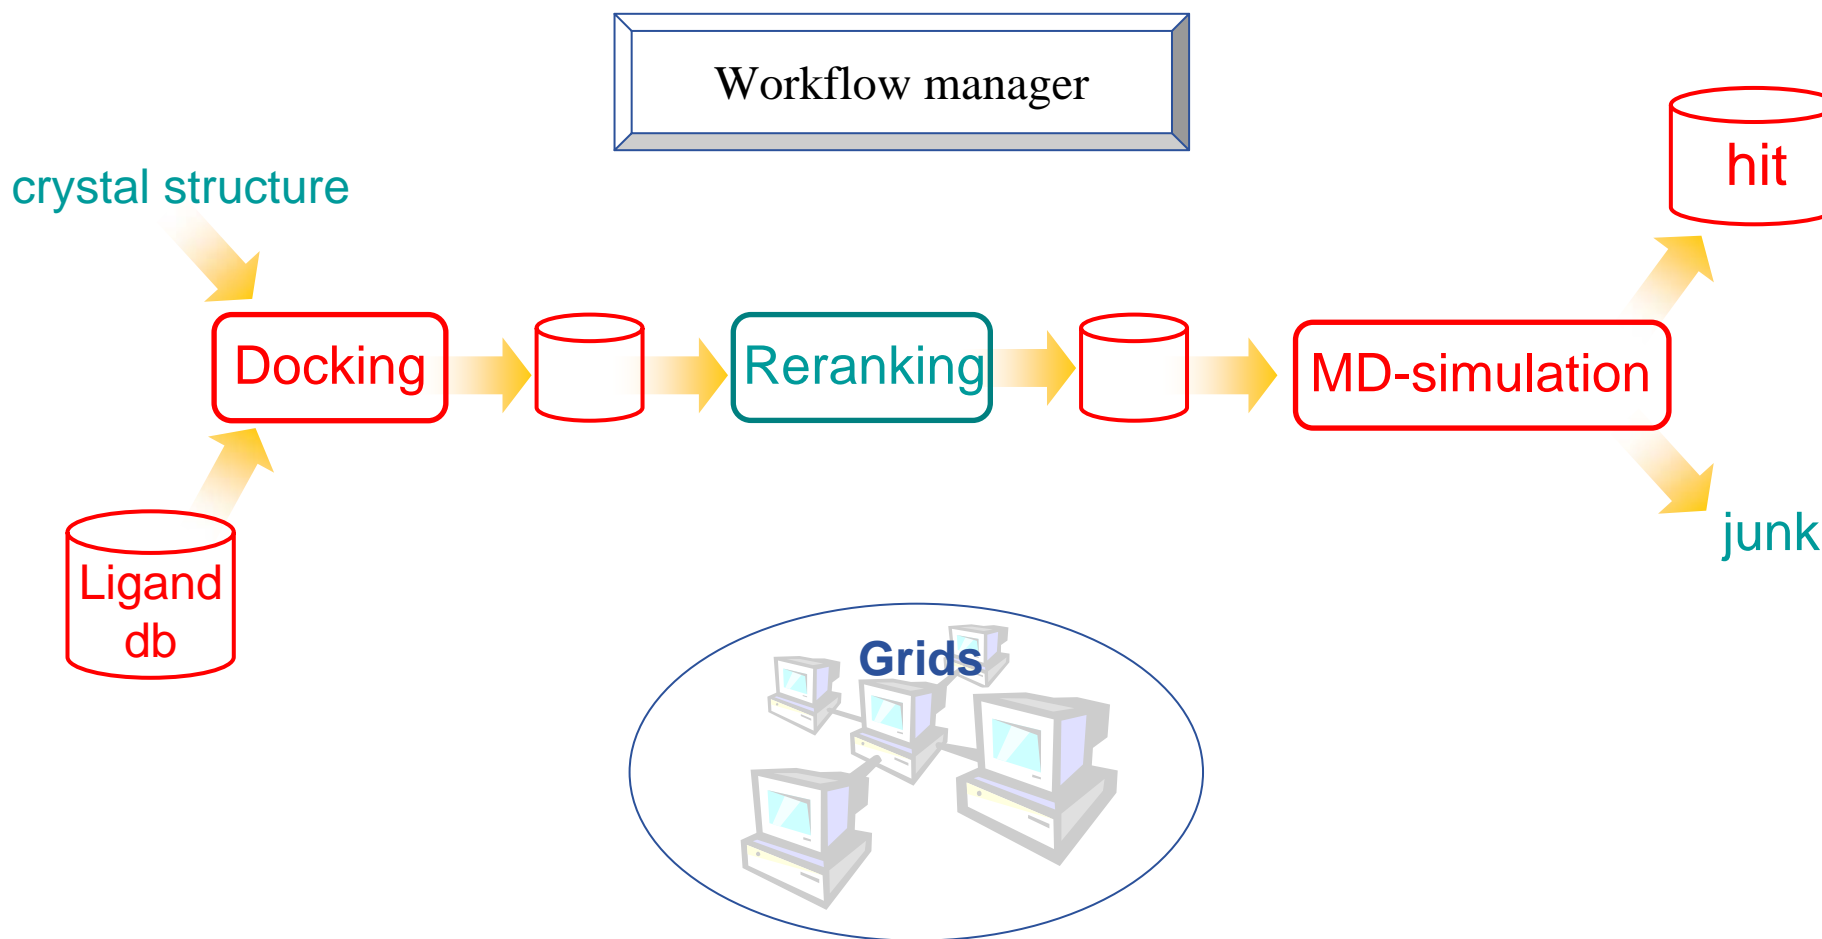 Workflow manager
hit
crystal structure
Docking
Reranking
MD-simulation
junk
Ligand
db
Grids